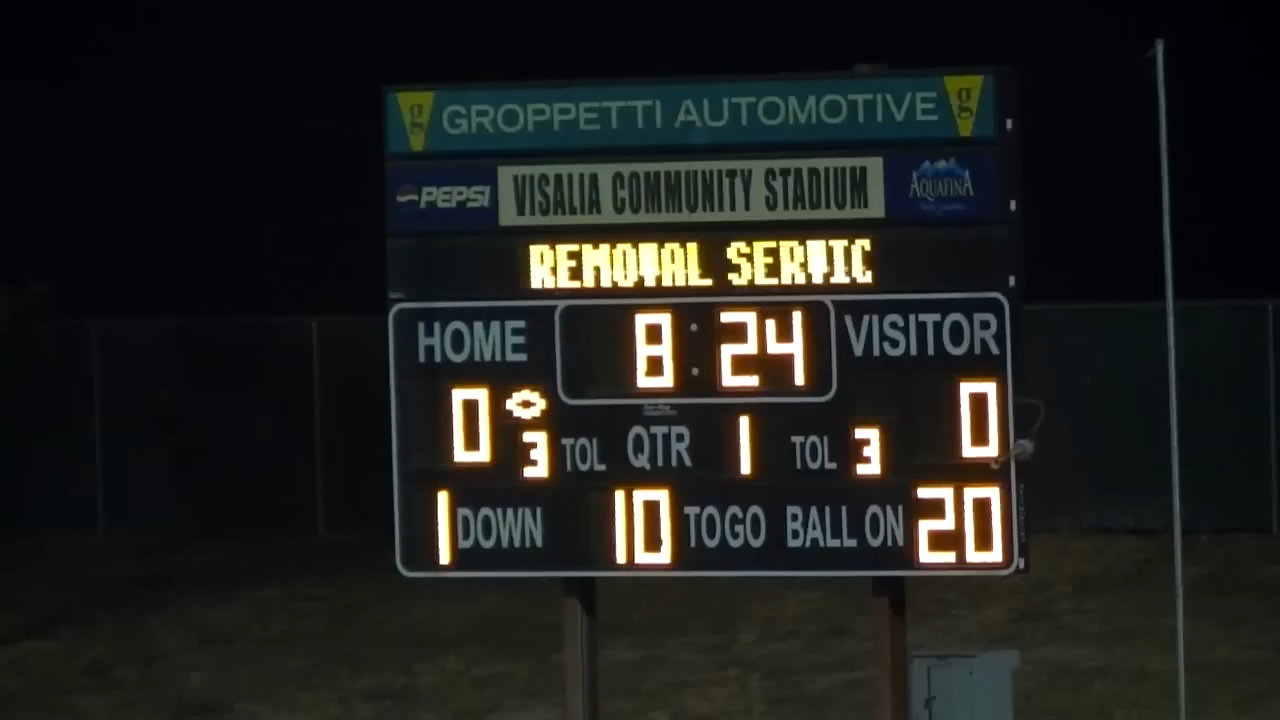 g GROPPETTI AUTOMOTIVE g
PEPSI VISALIA COMMUNITY STADIUM AQUAFINA
REMOVAL SERVIC
HOME 8:24 VISITOR
0 0
3 TOL QTR 1 TOL 3
1 DOWN 10 TO GO BALL ON 20